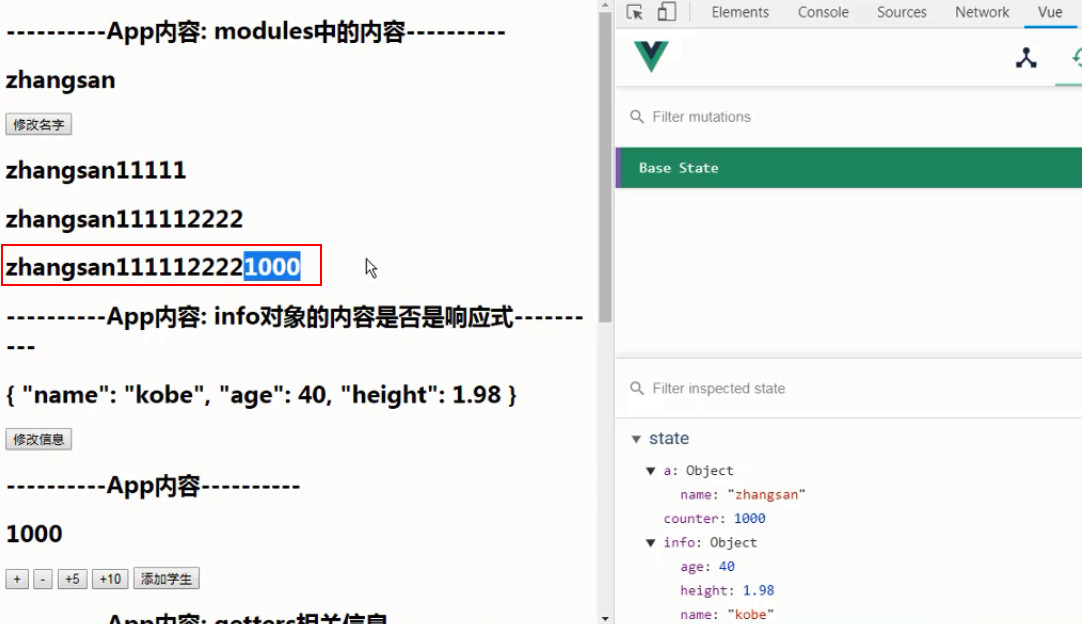 ----------App内容: modules中的内容----------
zhangsan
修改名字
zhangsan11111
zhangsan111112222
zhangsan1111122221000
----------App内容: info对象的内容是否是响应式-------
---
{ "name": "kobe", "age": 40, "height": 1.98 }
修改信息
----------App内容----------
1000
+ - +5 +10 添加学生
----------App内容: getters相关信息
Elements Console Sources Network Vue
Filter mutations
Base State
Filter inspected state
state
a: Object
name: "zhangsan"
counter: 1000
info: Object
age: 40
height: 1.98
name: "kobe"